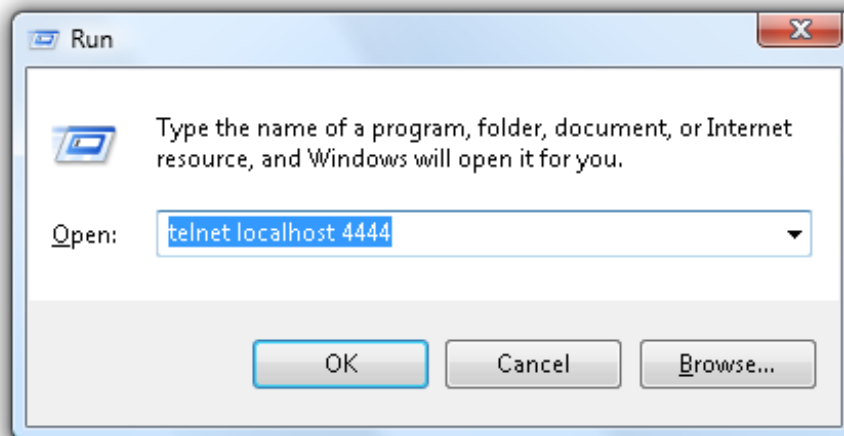 Run
Type the name of a program, folder, document, or Internet
resource, and Windows will open it for you.
Open: telnet localhost 4444
OK Cancel Browse...